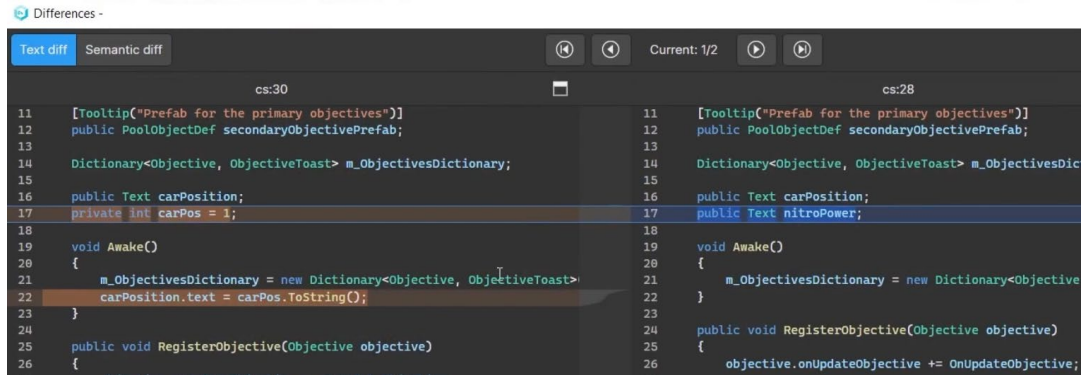 Differences -
Text diff Semantic diff Current: 1/2
cs:30
11 [Tooltip("Prefab for the primary objectives")]
12 public PoolObjectDef secondaryObjectivePrefab;
13
14 Dictionary<Objective, ObjectiveToast> m_ObjectivesDictionary;
15
16 public Text carPosition;
17 private int carPos = 1;
18
19 void Awake()
20 {
21 m_ObjectivesDictionary = new Dictionary<Objective, ObjectiveToast>
22 carPosition.text = carPos.ToString();
23 }
24
25 public void RegisterObjective(Objective objective)
26 {
cs:28
11 [Tooltip("Prefab for the primary objectives")]
12 public PoolObjectDef secondaryObjectivePrefab;
13
14 Dictionary<Objective, ObjectiveToast> m_ObjectivesDic
15
16 public Text carPosition;
17 public Text nitroPower;
18
19 void Awake()
20 {
21 m_ObjectivesDictionary = new Dictionary<Objective
22 }
23
24 public void RegisterObjective(Objective objective)
25 {
26 objective.onUpdateObjective += OnUpdateObjective;